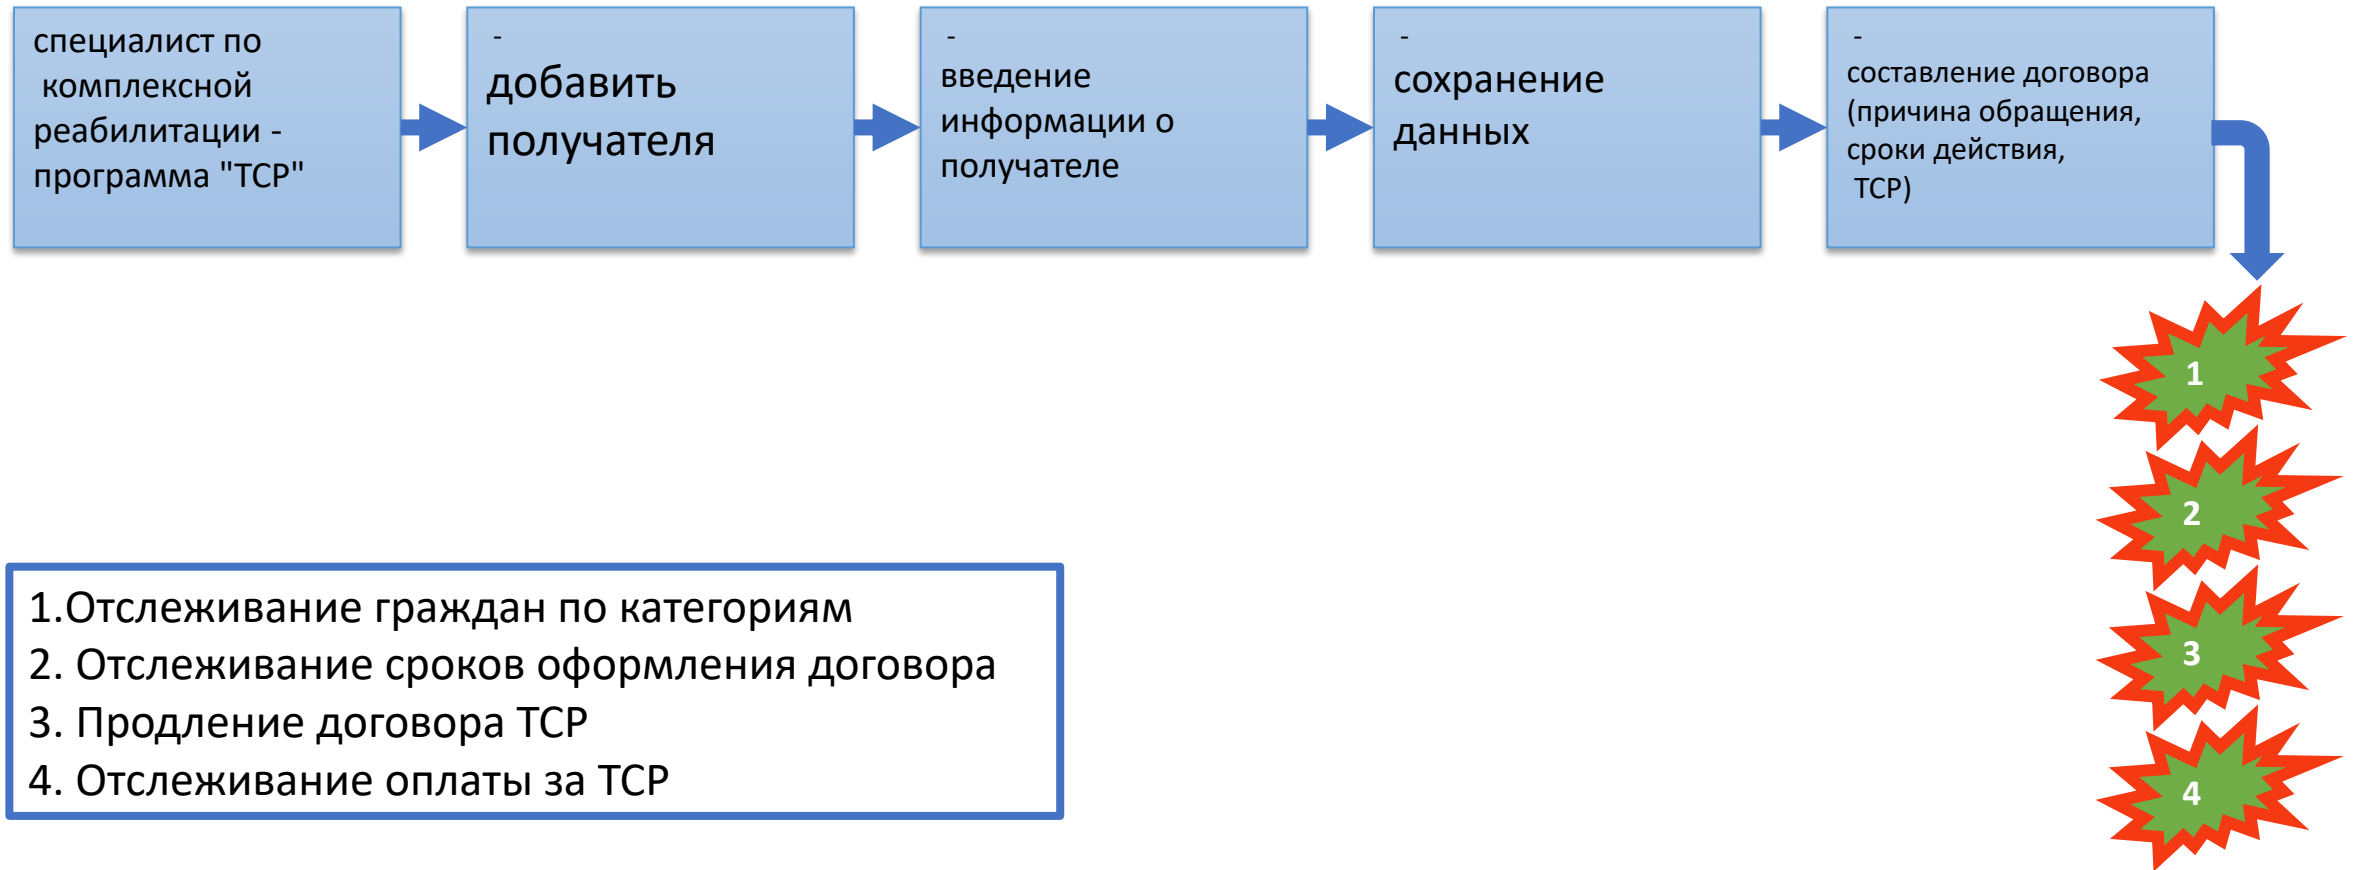 специалист по
комплексной
реабилитации -
программа "ТСР"
-
добавить
получателя
-
введение
информации о
получателе
-
сохранение
данных
-
составление договора
(причина обращения,
сроки действия,
ТСР)
1
2
3
4
1.Отслеживание граждан по категориям
2. Отслеживание сроков оформления договора
3. Продление договора ТСР
4. Отслеживание оплаты за ТСР